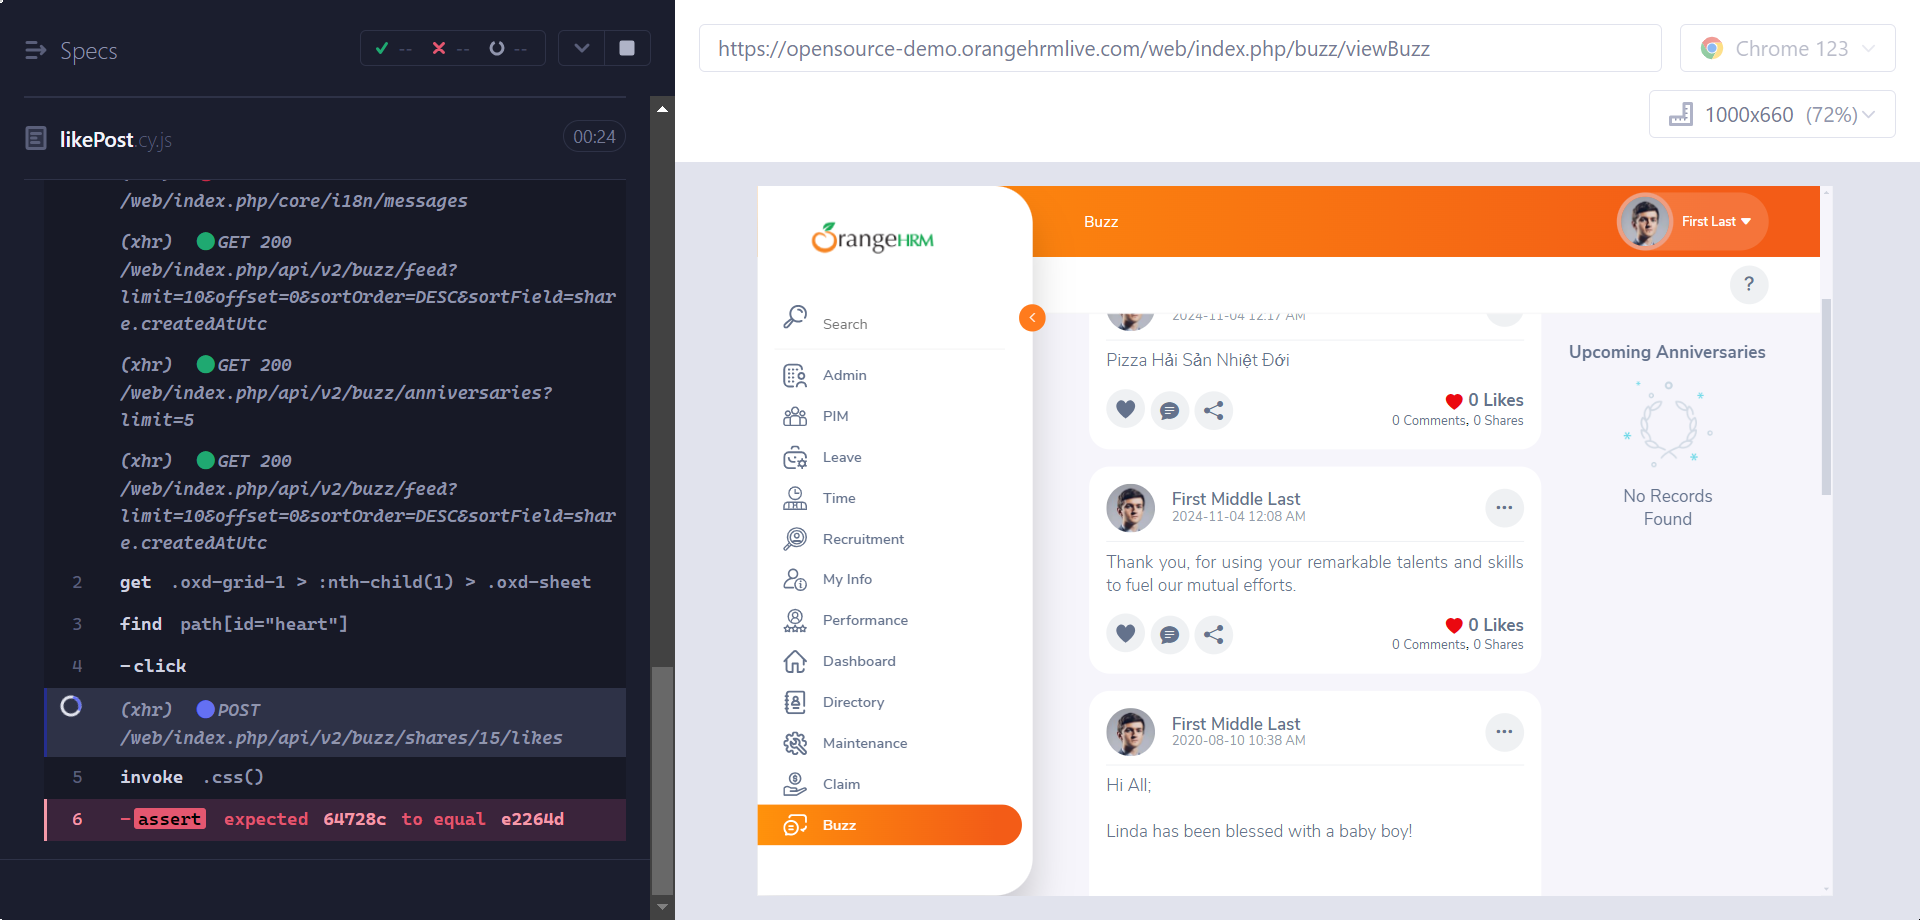 Specs
-- -- --
likePost.cy.js
00:24
/web/index.php/core/i18n/messages
(xhr) GET 200
/web/index.php/api/v2/buzz/feed?
limit=10&offset=0&sortOrder=DESC&sortField=shar
e.createdAtUtc
(xhr) GET 200
/web/index.php/api/v2/buzz/anniversaries?
limit=5
(xhr) GET 200
/web/index.php/api/v2/buzz/feed?
limit=10&offset=0&sortOrder=DESC&sortField=shar
e.createdAtUtc
2 get .oxd-grid-1 > :nth-child(1) > .oxd-sheet
3 find path[id="heart"]
4 -click
(xhr) POST
/web/index.php/api/v2/buzz/shares/15/likes
5 invoke .css()
6 -assert expected 64728c to equal e2264d
https://opensource-demo.orangehrmlive.com/web/index.php/buzz/viewBuzz
Chrome 123
1000x660 (72%)
OrangeHRM
Search
Admin
PIM
Leave
Time
Recruitment
My Info
Performance
Dashboard
Directory
Maintenance
Claim
Buzz
Buzz
First Last
?
2024-11-04 12:17 AM
Pizza Hải Sản Nhiệt Đới
0 Likes
0 Comments, 0 Shares
First Middle Last
2024-11-04 12:08 AM
Thank you, for using your remarkable talents and skills
to fuel our mutual efforts.
0 Likes
0 Comments, 0 Shares
First Middle Last
2020-08-10 10:38 AM
Hi All;
Linda has been blessed with a baby boy!
Upcoming Anniversaries
No Records
Found